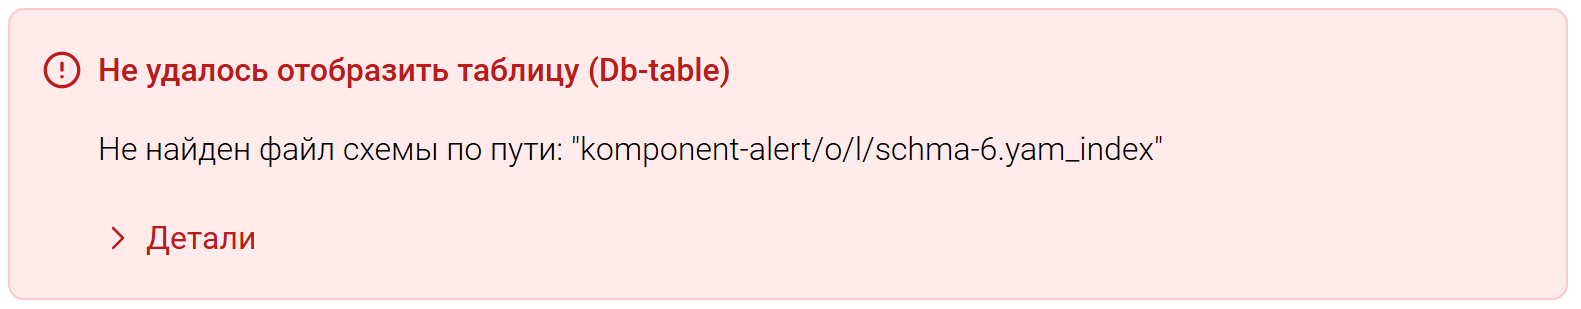 Не удалось отобразить таблицу (Db-table)
Не найден файл схемы по пути: "komponent-alert/o/l/schma-6.yam_index"
Детали